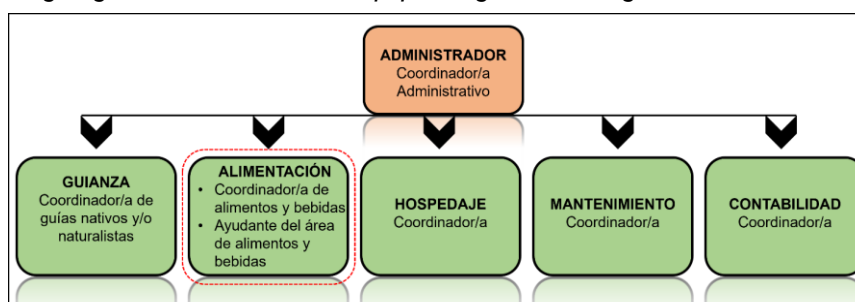 ADMINISTRADOR
Coordinador/a
Administrativo
GUIANZA
Coordinador/a de
guías nativos y/o
naturalistas
ALIMENTACIÓN
• Coordinador/a de
alimentos y bebidas
• Ayudante del área
de alimentos y
bebidas
HOSPEDAJE
Coordinador/a
MANTENIMIENTO
Coordinador/a
CONTABILIDAD
Coordinador/a